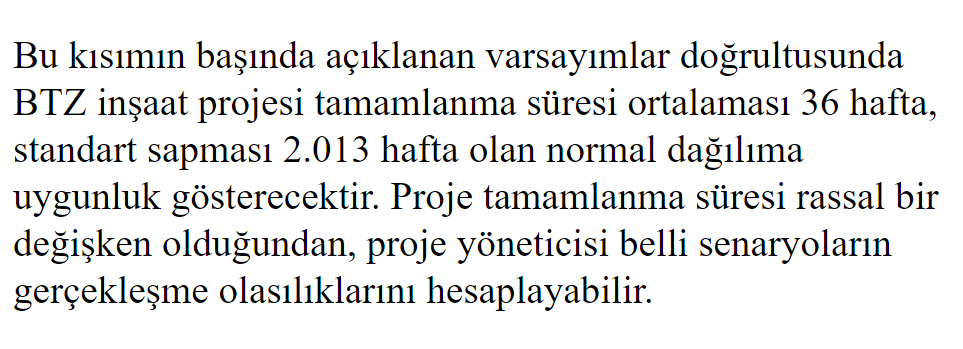 Bu kısımın başında açıklanan varsayımlar doğrultusunda
BTZ inşaat projesi tamamlanma süresi ortalaması 36 hafta,
standart sapması 2.013 hafta olan normal dağılıma
uygunluk gösterecektir. Proje tamamlanma süresi rassal bir
değişken olduğundan, proje yöneticisi belli senaryoların
gerçekleşme olasılıklarını hesaplayabilir.